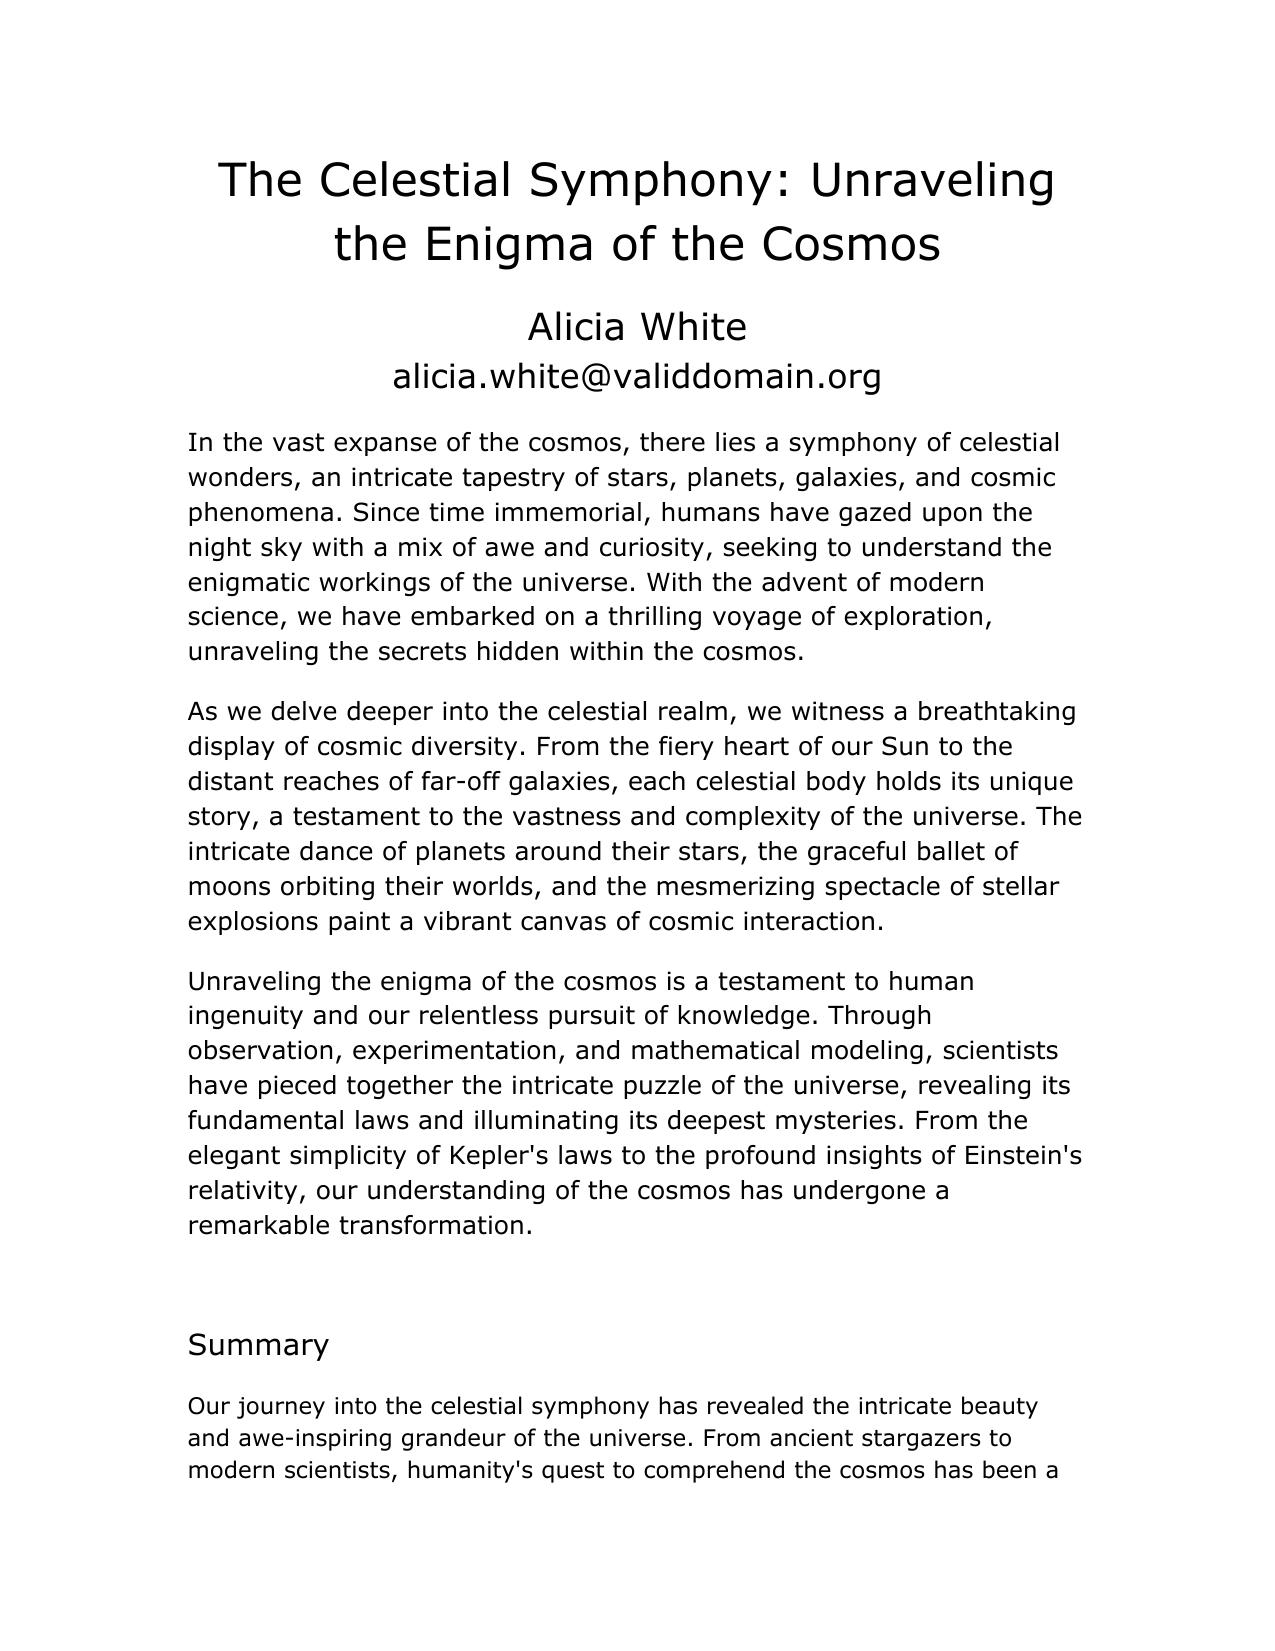 The Celestial Symphony: Unraveling
the Enigma of the Cosmos
Alicia White
alicia.white@validdomain.org
In the vast expanse of the cosmos, there lies a symphony of celestial
wonders, an intricate tapestry of stars, planets, galaxies, and cosmic
phenomena. Since time immemorial, humans have gazed upon the
night sky with a mix of awe and curiosity, seeking to understand the
enigmatic workings of the universe. With the advent of modern
science, we have embarked on a thrilling voyage of exploration,
unraveling the secrets hidden within the cosmos.
As we delve deeper into the celestial realm, we witness a breathtaking
display of cosmic diversity. From the fiery heart of our Sun to the
distant reaches of far-off galaxies, each celestial body holds its unique
story, a testament to the vastness and complexity of the universe. The
intricate dance of planets around their stars, the graceful ballet of
moons orbiting their worlds, and the mesmerizing spectacle of stellar
explosions paint a vibrant canvas of cosmic interaction.
Unraveling the enigma of the cosmos is a testament to human
ingenuity and our relentless pursuit of knowledge. Through
observation, experimentation, and mathematical modeling, scientists
have pieced together the intricate puzzle of the universe, revealing its
fundamental laws and illuminating its deepest mysteries. From the
elegant simplicity of Kepler's laws to the profound insights of Einstein's
relativity, our understanding of the cosmos has undergone a
remarkable transformation.
Summary
Our journey into the celestial symphony has revealed the intricate beauty
and awe-inspiring grandeur of the universe. From ancient stargazers to
modern scientists, humanity's quest to comprehend the cosmos has been a